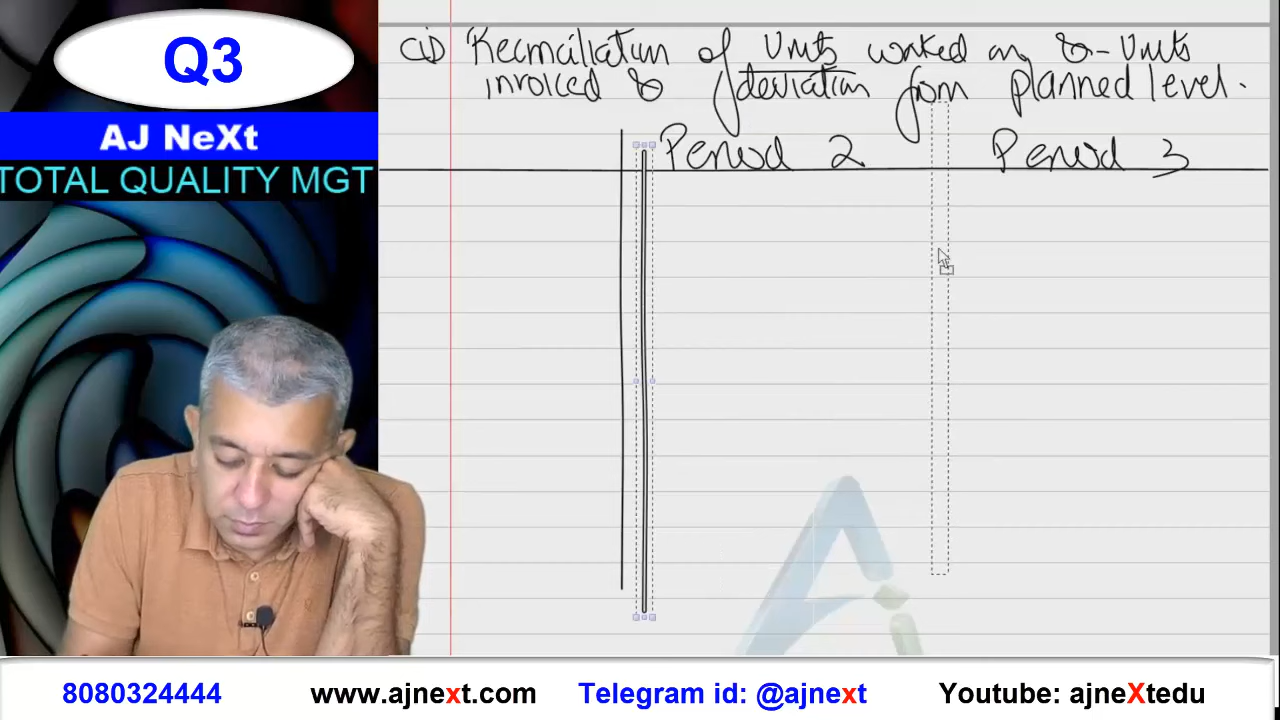 Q3
AJ NeXt
TOTAL QUALITY MGT
(i) Reconciliation of Units worked on & Units
invoiced & deviation from planned level.
Period 2 Period 3
8080324444 www.ajnext.com Telegram id: @ajnext Youtube: ajneXtedu